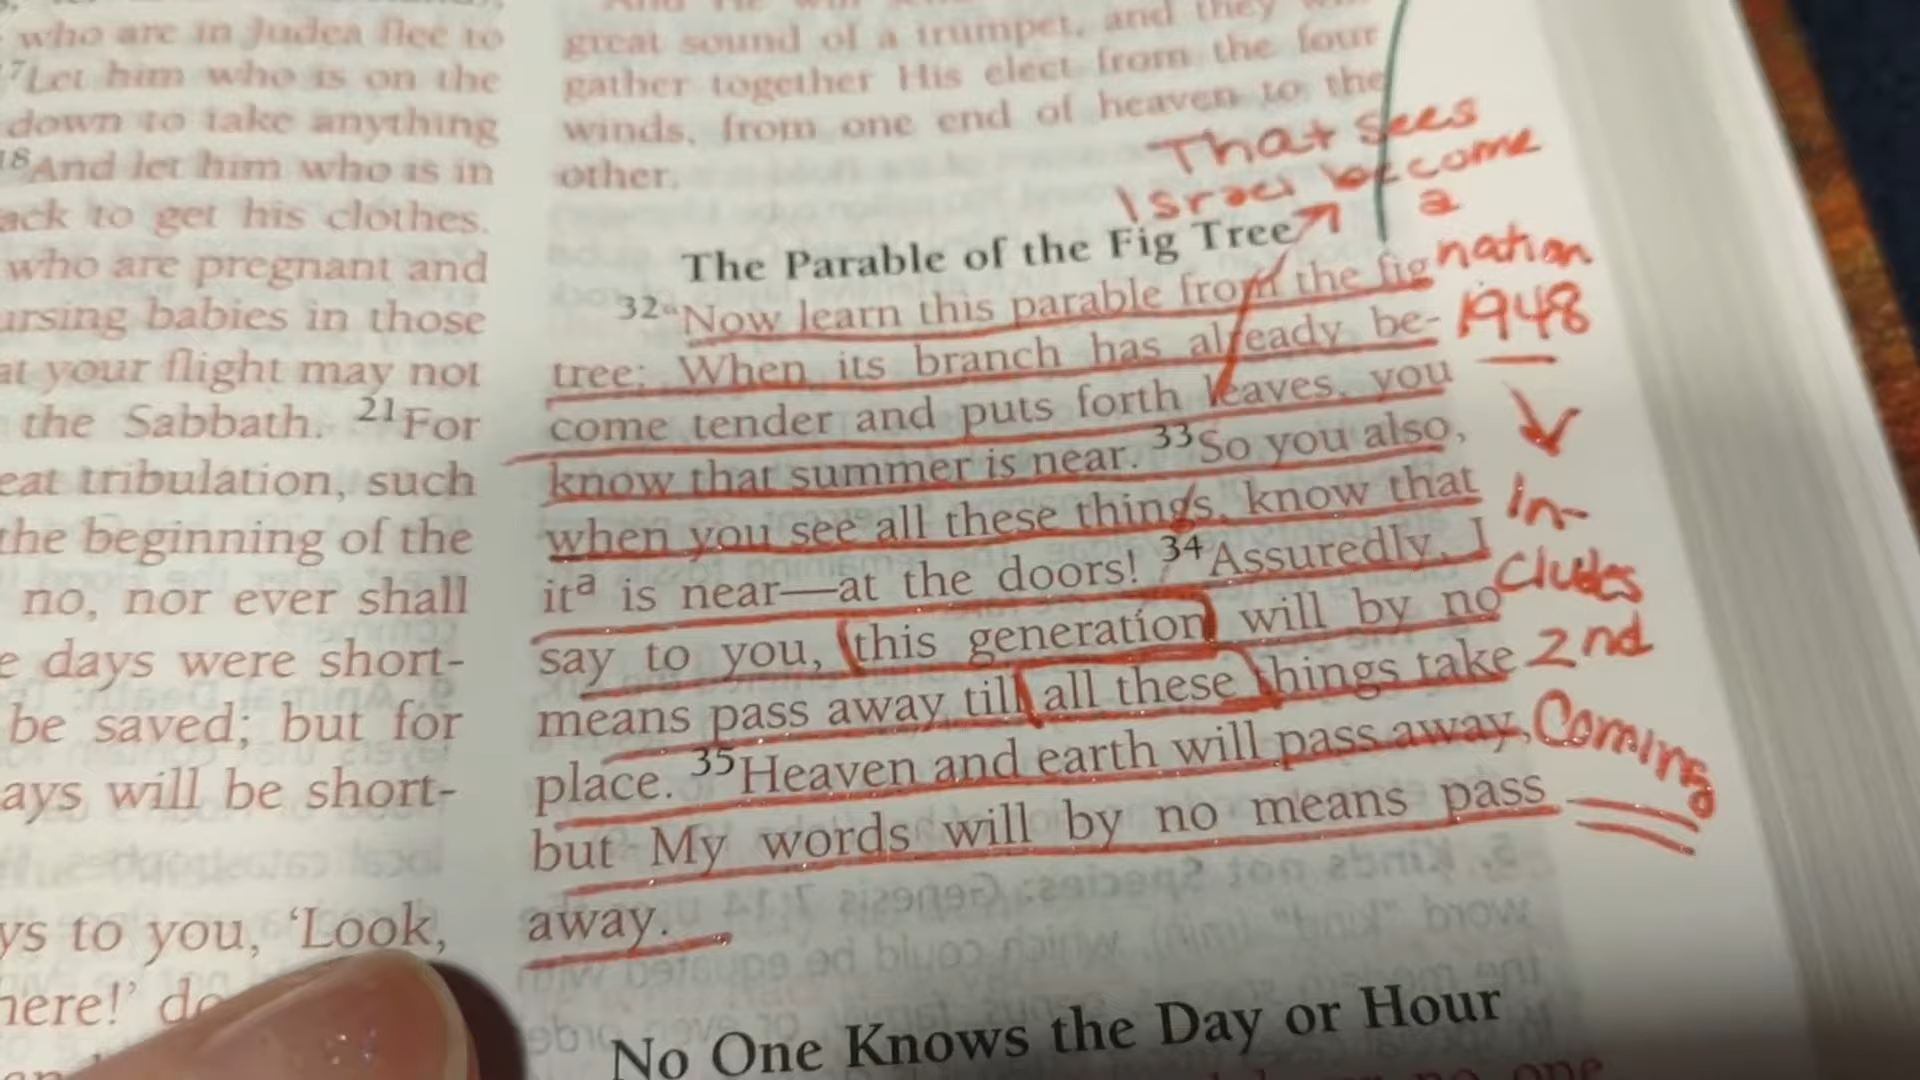 who are in Judea flee to
17Let him who is on the
down to take anything
18And let him who is in
ack to get his clothes.
who are pregnant and
ursing babies in those
at your flight may not
the Sabbath. 21For
eat tribulation, such
the beginning of the
no, nor ever shall
e days were short-
be saved; but for
ays will be short-
ys to you, ‘Look,
here!’ do
great sound of a trumpet, and they
gather together His elect from the four
winds, from one end of heaven to the
other.
That sees
Israel become
a
nation
1948
In-
cludes
2nd
Coming
The Parable of the Fig Tree
32“Now learn this parable from the fig
tree: When its branch has already be-
come tender and puts forth leaves, you
know that summer is near. 33So you also,
when you see all these things, know that
ita is near—at the doors! 34Assuredly, I
say to you, this generation will by no
means pass away till all these things take
place. 35Heaven and earth will pass away,
but My words will by no means pass
away.
No One Knows the Day or Hour